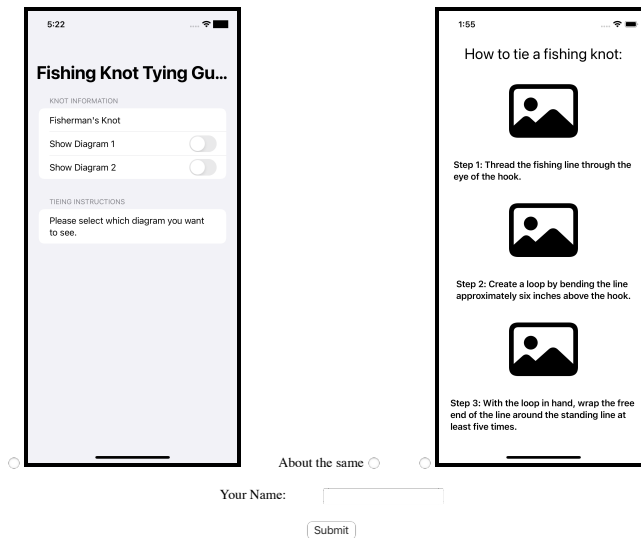 5:22
Fishing Knot Tying Gu...
KNOT INFORMATION
Fisherman's Knot
Show Diagram 1
Show Diagram 2
TIEING INSTRUCTIONS
Please select which diagram you want
to see.
1:55
How to tie a fishing knot:
Step 1: Thread the fishing line through the
eye of the hook.
Step 2: Create a loop by bending the line
approximately six inches above the hook.
Step 3: With the loop in hand, wrap the free
end of the line around the standing line at
least five times.
About the same
Your Name:
Submit